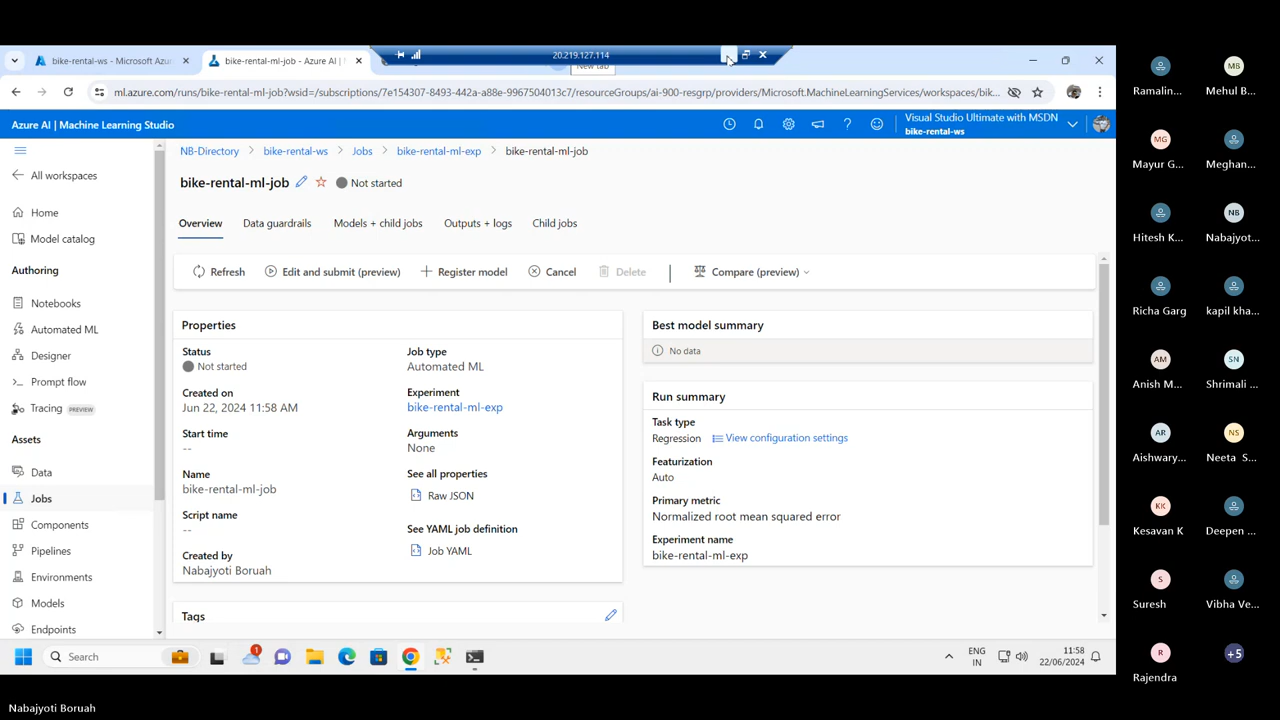 bike-rental-ws - Microsoft Azu
bike-rental-ml-job - Azure AI |
20.219.127.114
New tab
ml.azure.com/runs/bike-rental-ml-job?wsid=/subscriptions/7e154307-8493-442a-a88e-9967504013c7/resourceGroups/ai-900-resgrp/providers/Microsoft.MachineLearningServices/workspaces/bik...
Azure AI | Machine Learning Studio
Visual Studio Ultimate with MSDN
bike-rental-ws
All workspaces
Home
Model catalog
Authoring
Notebooks
Automated ML
Designer
Prompt flow
Tracing PREVIEW
Assets
Data
Jobs
Components
Pipelines
Environments
Models
Endpoints
NB-Directory
bike-rental-ws
Jobs
bike-rental-ml-exp
bike-rental-ml-job
bike-rental-ml-job
Not started
Overview
Data guardrails
Models + child jobs
Outputs + logs
Child jobs
Refresh
Edit and submit (preview)
Register model
Cancel
Delete
Compare (preview)
Properties
Status
Not started
Created on
Jun 22, 2024 11:58 AM
Start time
--
Name
bike-rental-ml-job
Script name
--
Created by
Nabajyoti Boruah
Job type
Automated ML
Experiment
bike-rental-ml-exp
Arguments
None
See all properties
Raw JSON
See YAML job definition
Job YAML
Tags
Best model summary
No data
Run summary
Task type
Regression
View configuration settings
Featurization
Auto
Primary metric
Normalized root mean squared error
Experiment name
bike-rental-ml-exp
Search
1
ENG
IN
11:58
22/06/2024
MB
Ramalin...
Mehul B...
MG
Mayur G...
Meghan...
NB
Hitesh K...
Nabajyot...
Richa Garg
kapil kha...
AM
SN
Anish M...
Shrimali ...
AR
NS
Aishwary...
Neeta S...
KK
Kesavan K
Deepen ...
S
Suresh
Vibha Ve...
R
+5
Rajendra
Nabajyoti Boruah